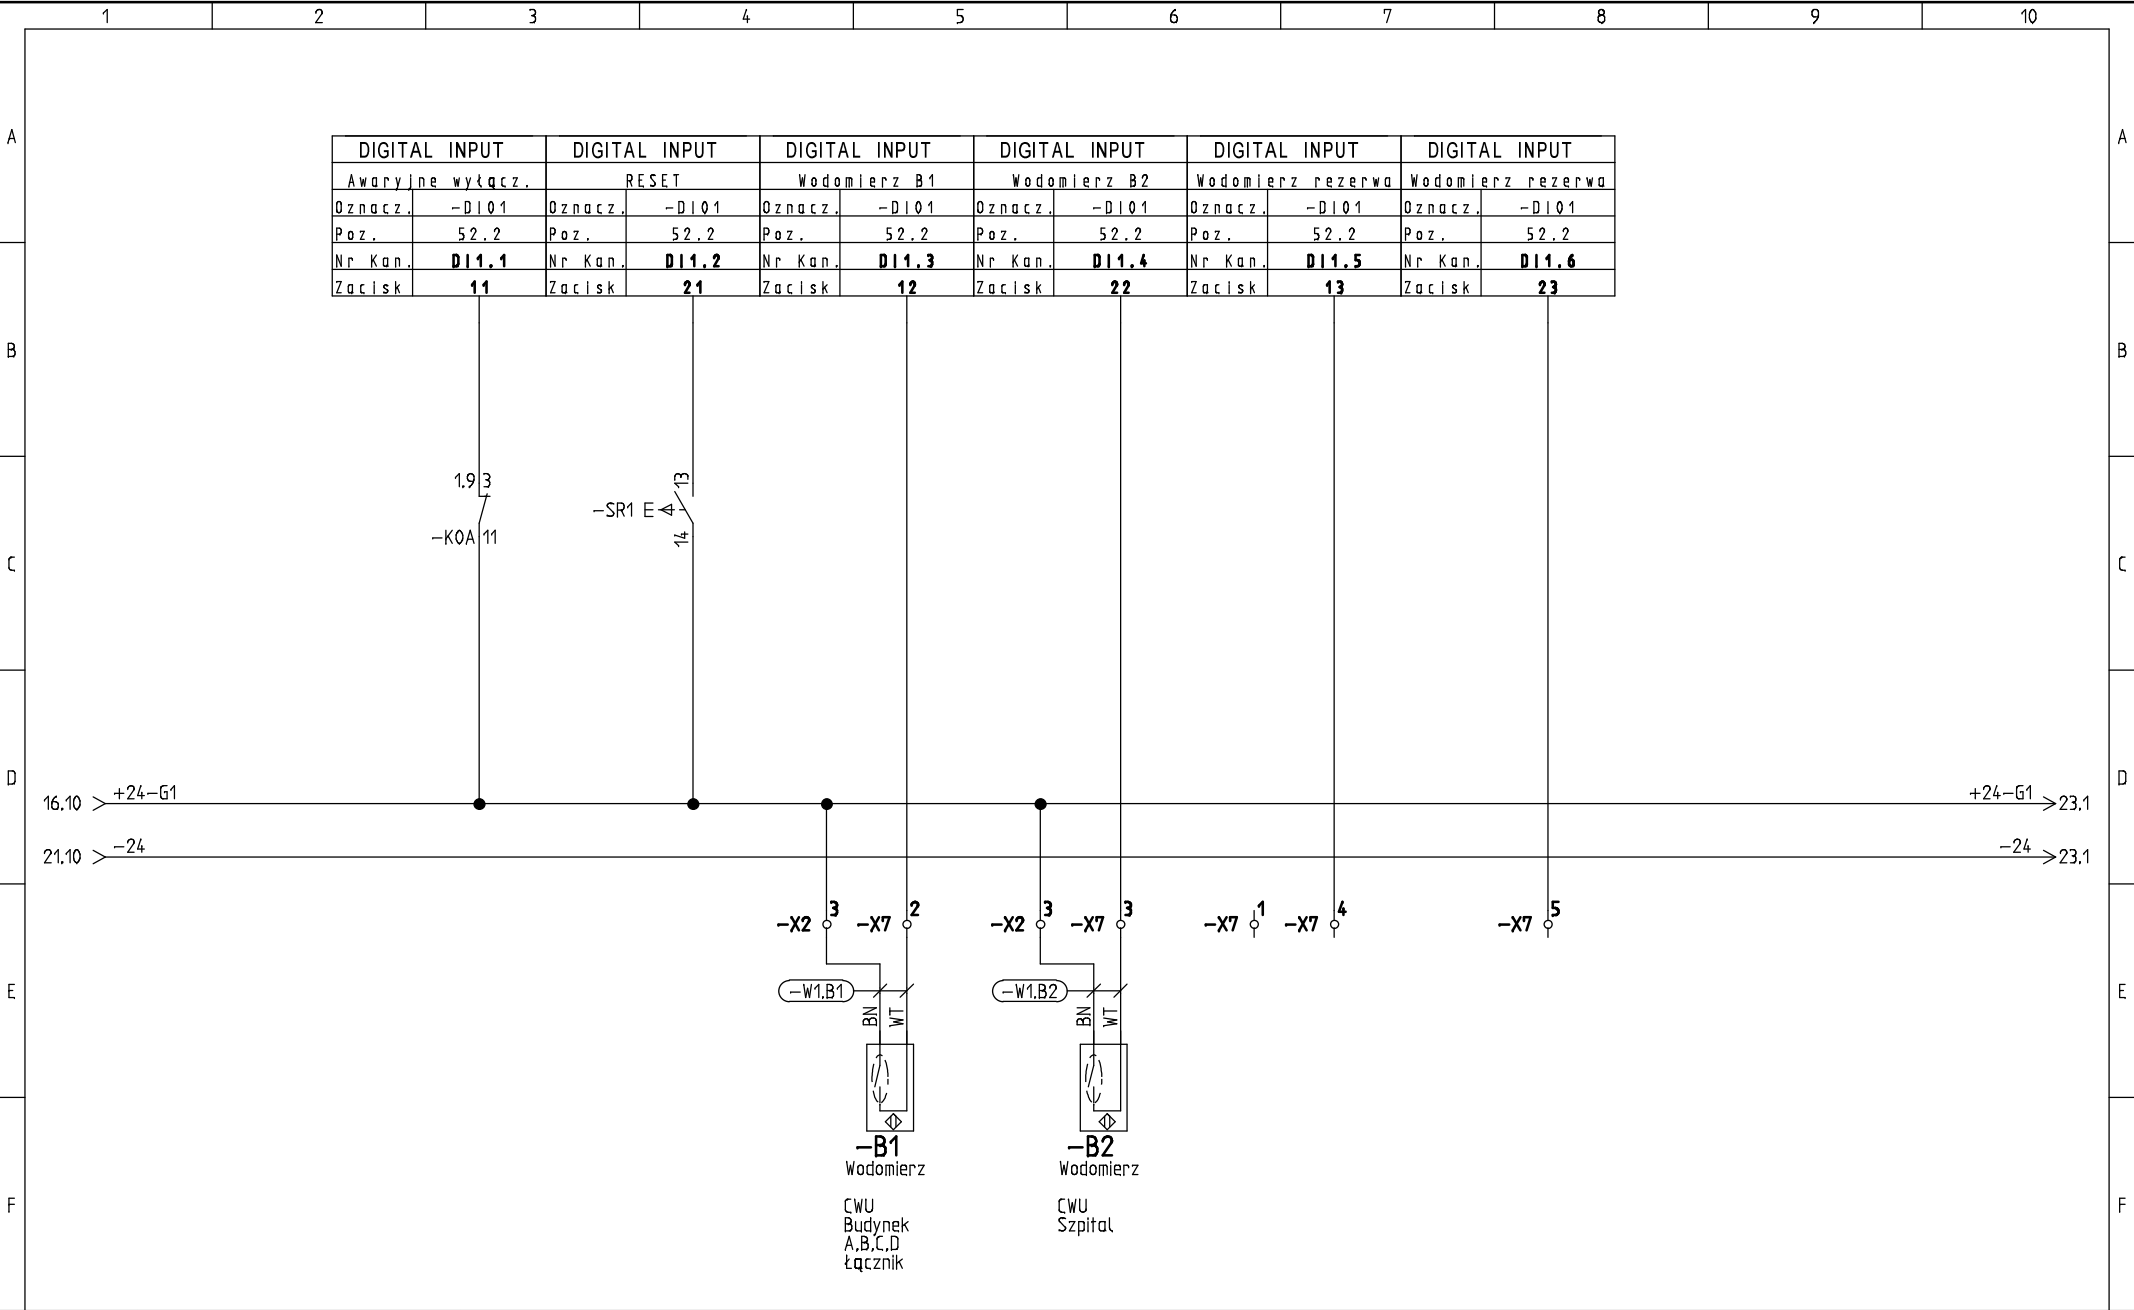 1 2 3 4 5 6 7 8 9 10
A A
DIGITAL INPUT DIGITAL INPUT DIGITAL INPUT DIGITAL INPUT DIGITAL INPUT DIGITAL INPUT
Awaryjne wyłącz. RESET Wodomierz B1 Wodomierz B2 Wodomierz rezerwa Wodomierz rezerwa
Oznacz. -DI01 Oznacz. -DI01 Oznacz. -DI01 Oznacz. -DI01 Oznacz. -DI01 Oznacz. -DI01
Poz. 52.2 Poz. 52.2 Poz. 52.2 Poz. 52.2 Poz. 52.2 Poz. 52.2
Nr Kan. DI1.1 Nr Kan. DI1.2 Nr Kan. DI1.3 Nr Kan. DI1.4 Nr Kan. DI1.5 Nr Kan. DI1.6
Zacisk 11 Zacisk 21 Zacisk 12 Zacisk 22 Zacisk 13 Zacisk 23
B B
1.9 3 13
-SR1
-K0A 11 14
C C
D D
16.10 +24-G1 +24-G1 23.1
21.10 -24 -24 23.1
3 2 3 3 1 4 5
-X2 -X7 -X2 -X7 -X7 -X7 -X7
E E
-W1.B1 -W1.B2
BN WT BN WT
-B1 -B2
Wodomierz Wodomierz
F F
CWU CWU
Budynek Szpital
A,B,C,D
Łącznik